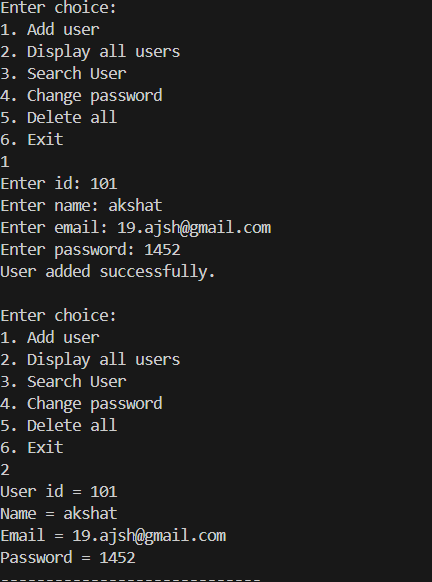 Enter choice:
1. Add user
2. Display all users
3. Search User
4. Change password
5. Delete all
6. Exit
1
Enter id: 101
Enter name: akshat
Enter email: 19.ajsh@gmail.com
Enter password: 1452
User added successfully.
Enter choice:
1. Add user
2. Display all users
3. Search User
4. Change password
5. Delete all
6. Exit
2
User id = 101
Name = akshat
Email = 19.ajsh@gmail.com
Password = 1452
-----------------------------